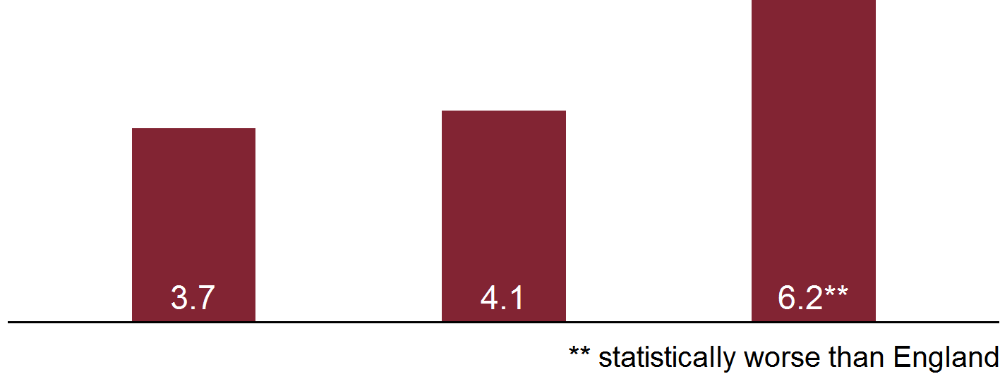 3.7
4.1
6.2**
** statistically worse than England